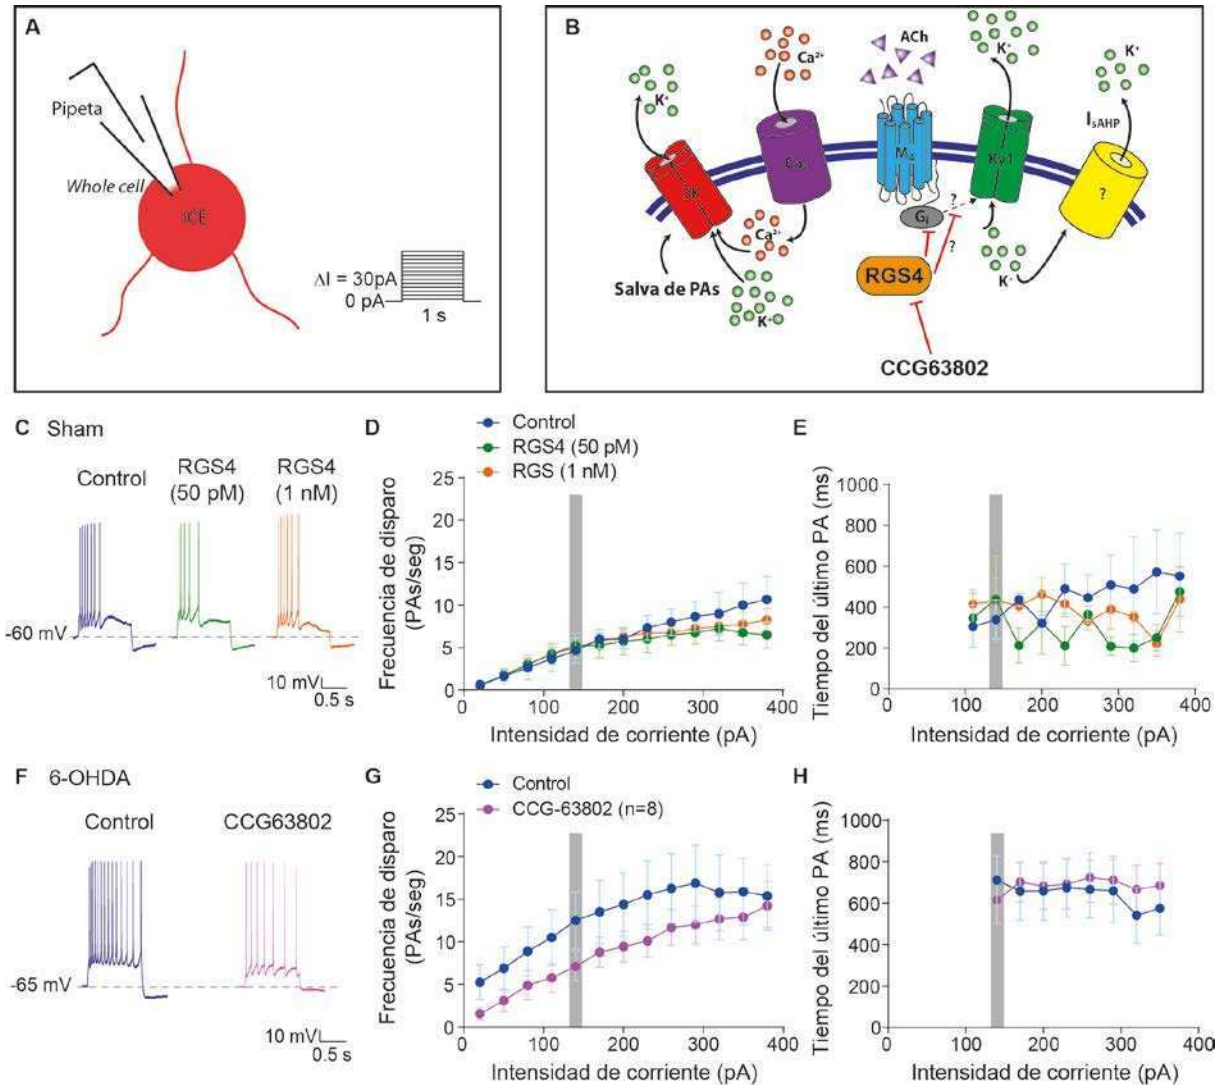 A
Pipeta
Whole cell
ICE
ΔI = 30pA
0 pA
1 s
B
K⁺
Ca²⁺
ACh
K⁺
K⁺
IsAHP
SK
Ca
M₄
Kv1
?
Gi
?
?
Ca²⁺
RGS4
K⁺
Salva de PAs
K⁺
CCG63802
C Sham
Control
RGS4
(50 pM)
RGS4
(1 nM)
-60 mV
10 mV
0.5 s
D
Control
RGS4 (50 pM)
RGS (1 nM)
Frecuencia de disparo
(PAs/seg)
25
20
15
10
5
0
0 100 200 300 400
Intensidad de corriente (pA)
E
Tiempo del último PA (ms)
1000
800
600
400
200
0
0 100 200 300 400
Intensidad de corriente (pA)
F 6-OHDA
Control
CCG63802
-65 mV
10 mV
0.5 s
G
Control
CCG-63802 (n=8)
Frecuencia de disparo
(PAs/seg)
25
20
15
10
5
0
0 100 200 300 400
Intensidad de corriente (pA)
H
Tiempo del último PA (ms)
1000
800
600
400
200
0
0 100 200 300 400
Intensidad de corriente (pA)